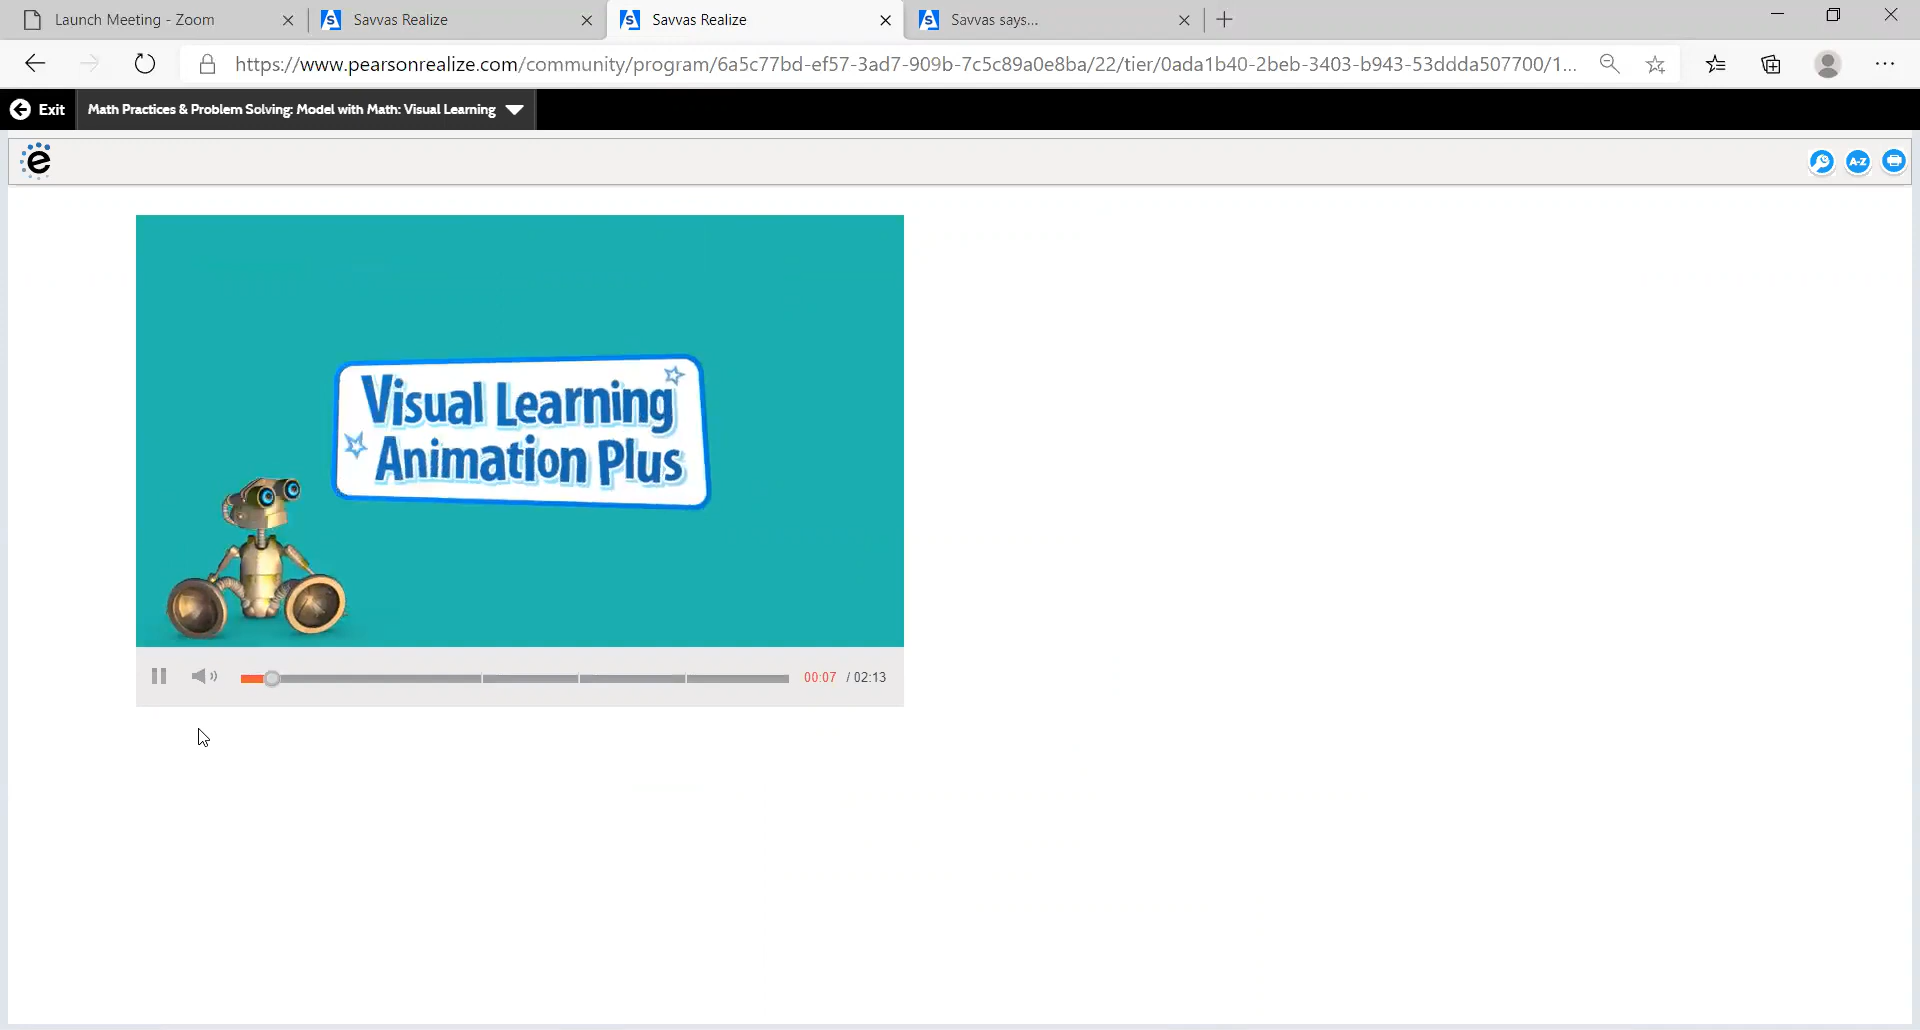 Launch Meeting - Zoom
Savvas Realize
Savvas Realize
Savvas says...
https://www.pearsonrealize.com/community/program/6a5c77bd-ef57-3ad7-909b-7c5c89a0e8ba/22/tier/0ada1b40-2beb-3403-b943-53ddda507700/1...
Exit
Math Practices & Problem Solving: Model with Math: Visual Learning
e
A-Z
Visual Learning
Animation Plus
00:07 / 02:13